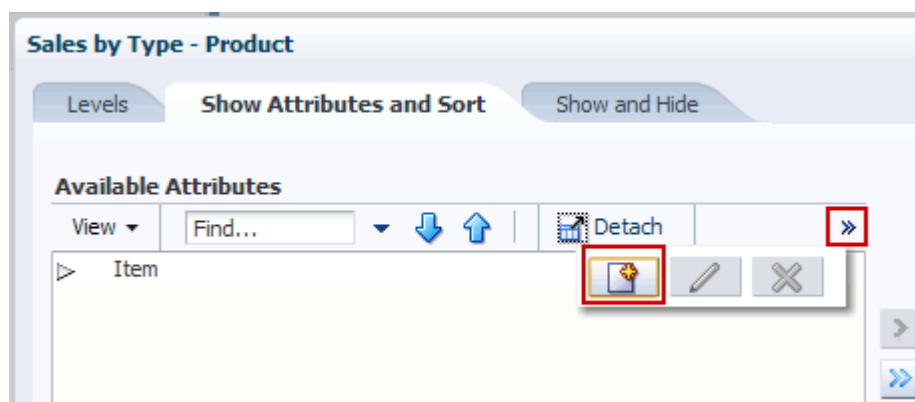 Sales by Type - Product
Levels Show Attributes and Sort Show and Hide
Available Attributes
View Find... Detach
Item